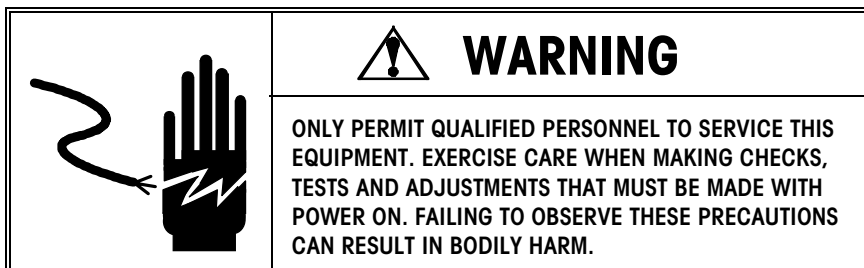 WARNING
ONLY PERMIT QUALIFIED PERSONNEL TO SERVICE THIS
EQUIPMENT. EXERCISE CARE WHEN MAKING CHECKS,
TESTS AND ADJUSTMENTS THAT MUST BE MADE WITH
POWER ON. FAILING TO OBSERVE THESE PRECAUTIONS
CAN RESULT IN BODILY HARM.